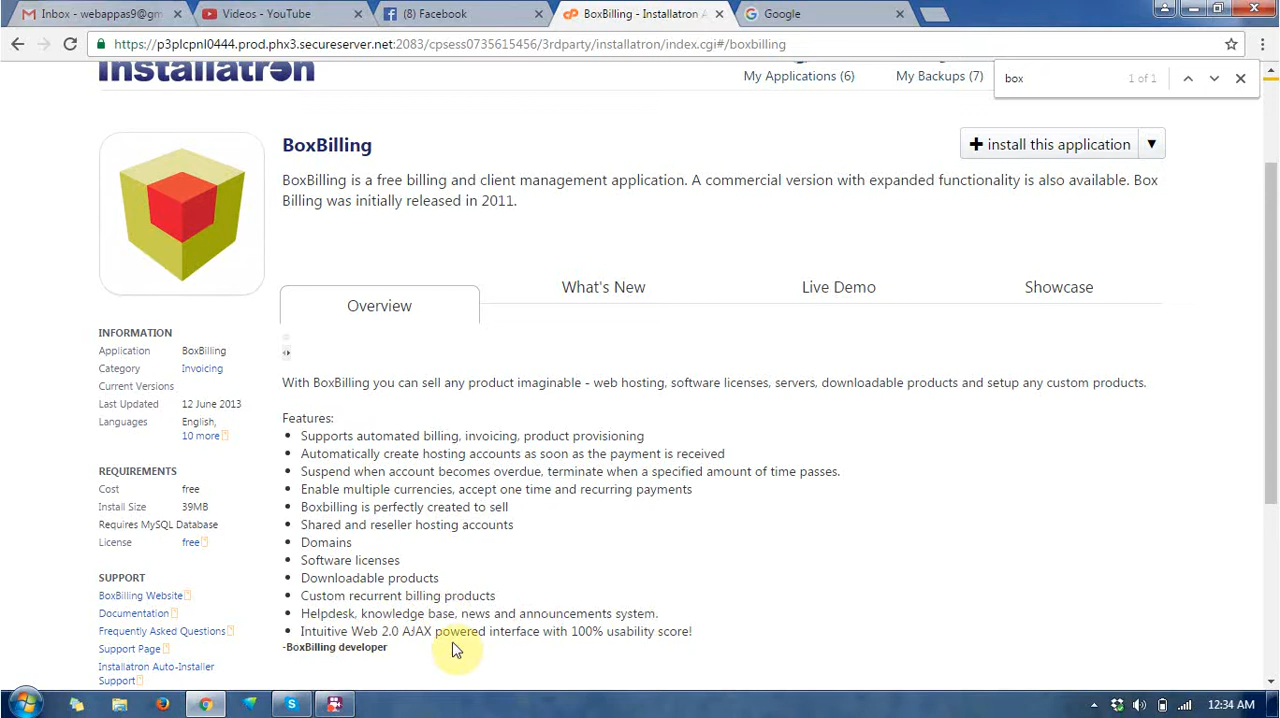 Inbox - webappas9@gm
Videos - YouTube
(8) Facebook
BoxBilling - Installatron A
Google
https://p3plcpnl0444.prod.phx3.secureserver.net:2083/cpsess0735615456/3rdparty/installatron/index.cgi#/boxbilling
box
1 of 1
installatron
My Applications (6)
My Backups (7)
BoxBilling
install this application
BoxBilling is a free billing and client management application. A commercial version with expanded functionality is also available. Box
Billing was initially released in 2011.
Overview
What's New
Live Demo
Showcase
INFORMATION
Application BoxBilling
Category Invoicing
Current Versions
Last Updated 12 June 2013
Languages English,
10 more
REQUIREMENTS
Cost free
Install Size 39MB
Requires MySQL Database
License free
SUPPORT
BoxBilling Website
Documentation
Frequently Asked Questions
Support Page
Installatron Auto-Installer
Support
With BoxBilling you can sell any product imaginable - web hosting, software licenses, servers, downloadable products and setup any custom products.
Features:
Supports automated billing, invoicing, product provisioning
Automatically create hosting accounts as soon as the payment is received
Suspend when account becomes overdue, terminate when a specified amount of time passes.
Enable multiple currencies, accept one time and recurring payments
Boxbilling is perfectly created to sell
Shared and reseller hosting accounts
Domains
Software licenses
Downloadable products
Custom recurrent billing products
Helpdesk, knowledge base, news and announcements system.
Intuitive Web 2.0 AJAX powered interface with 100% usability score!
-BoxBilling developer
12:34 AM